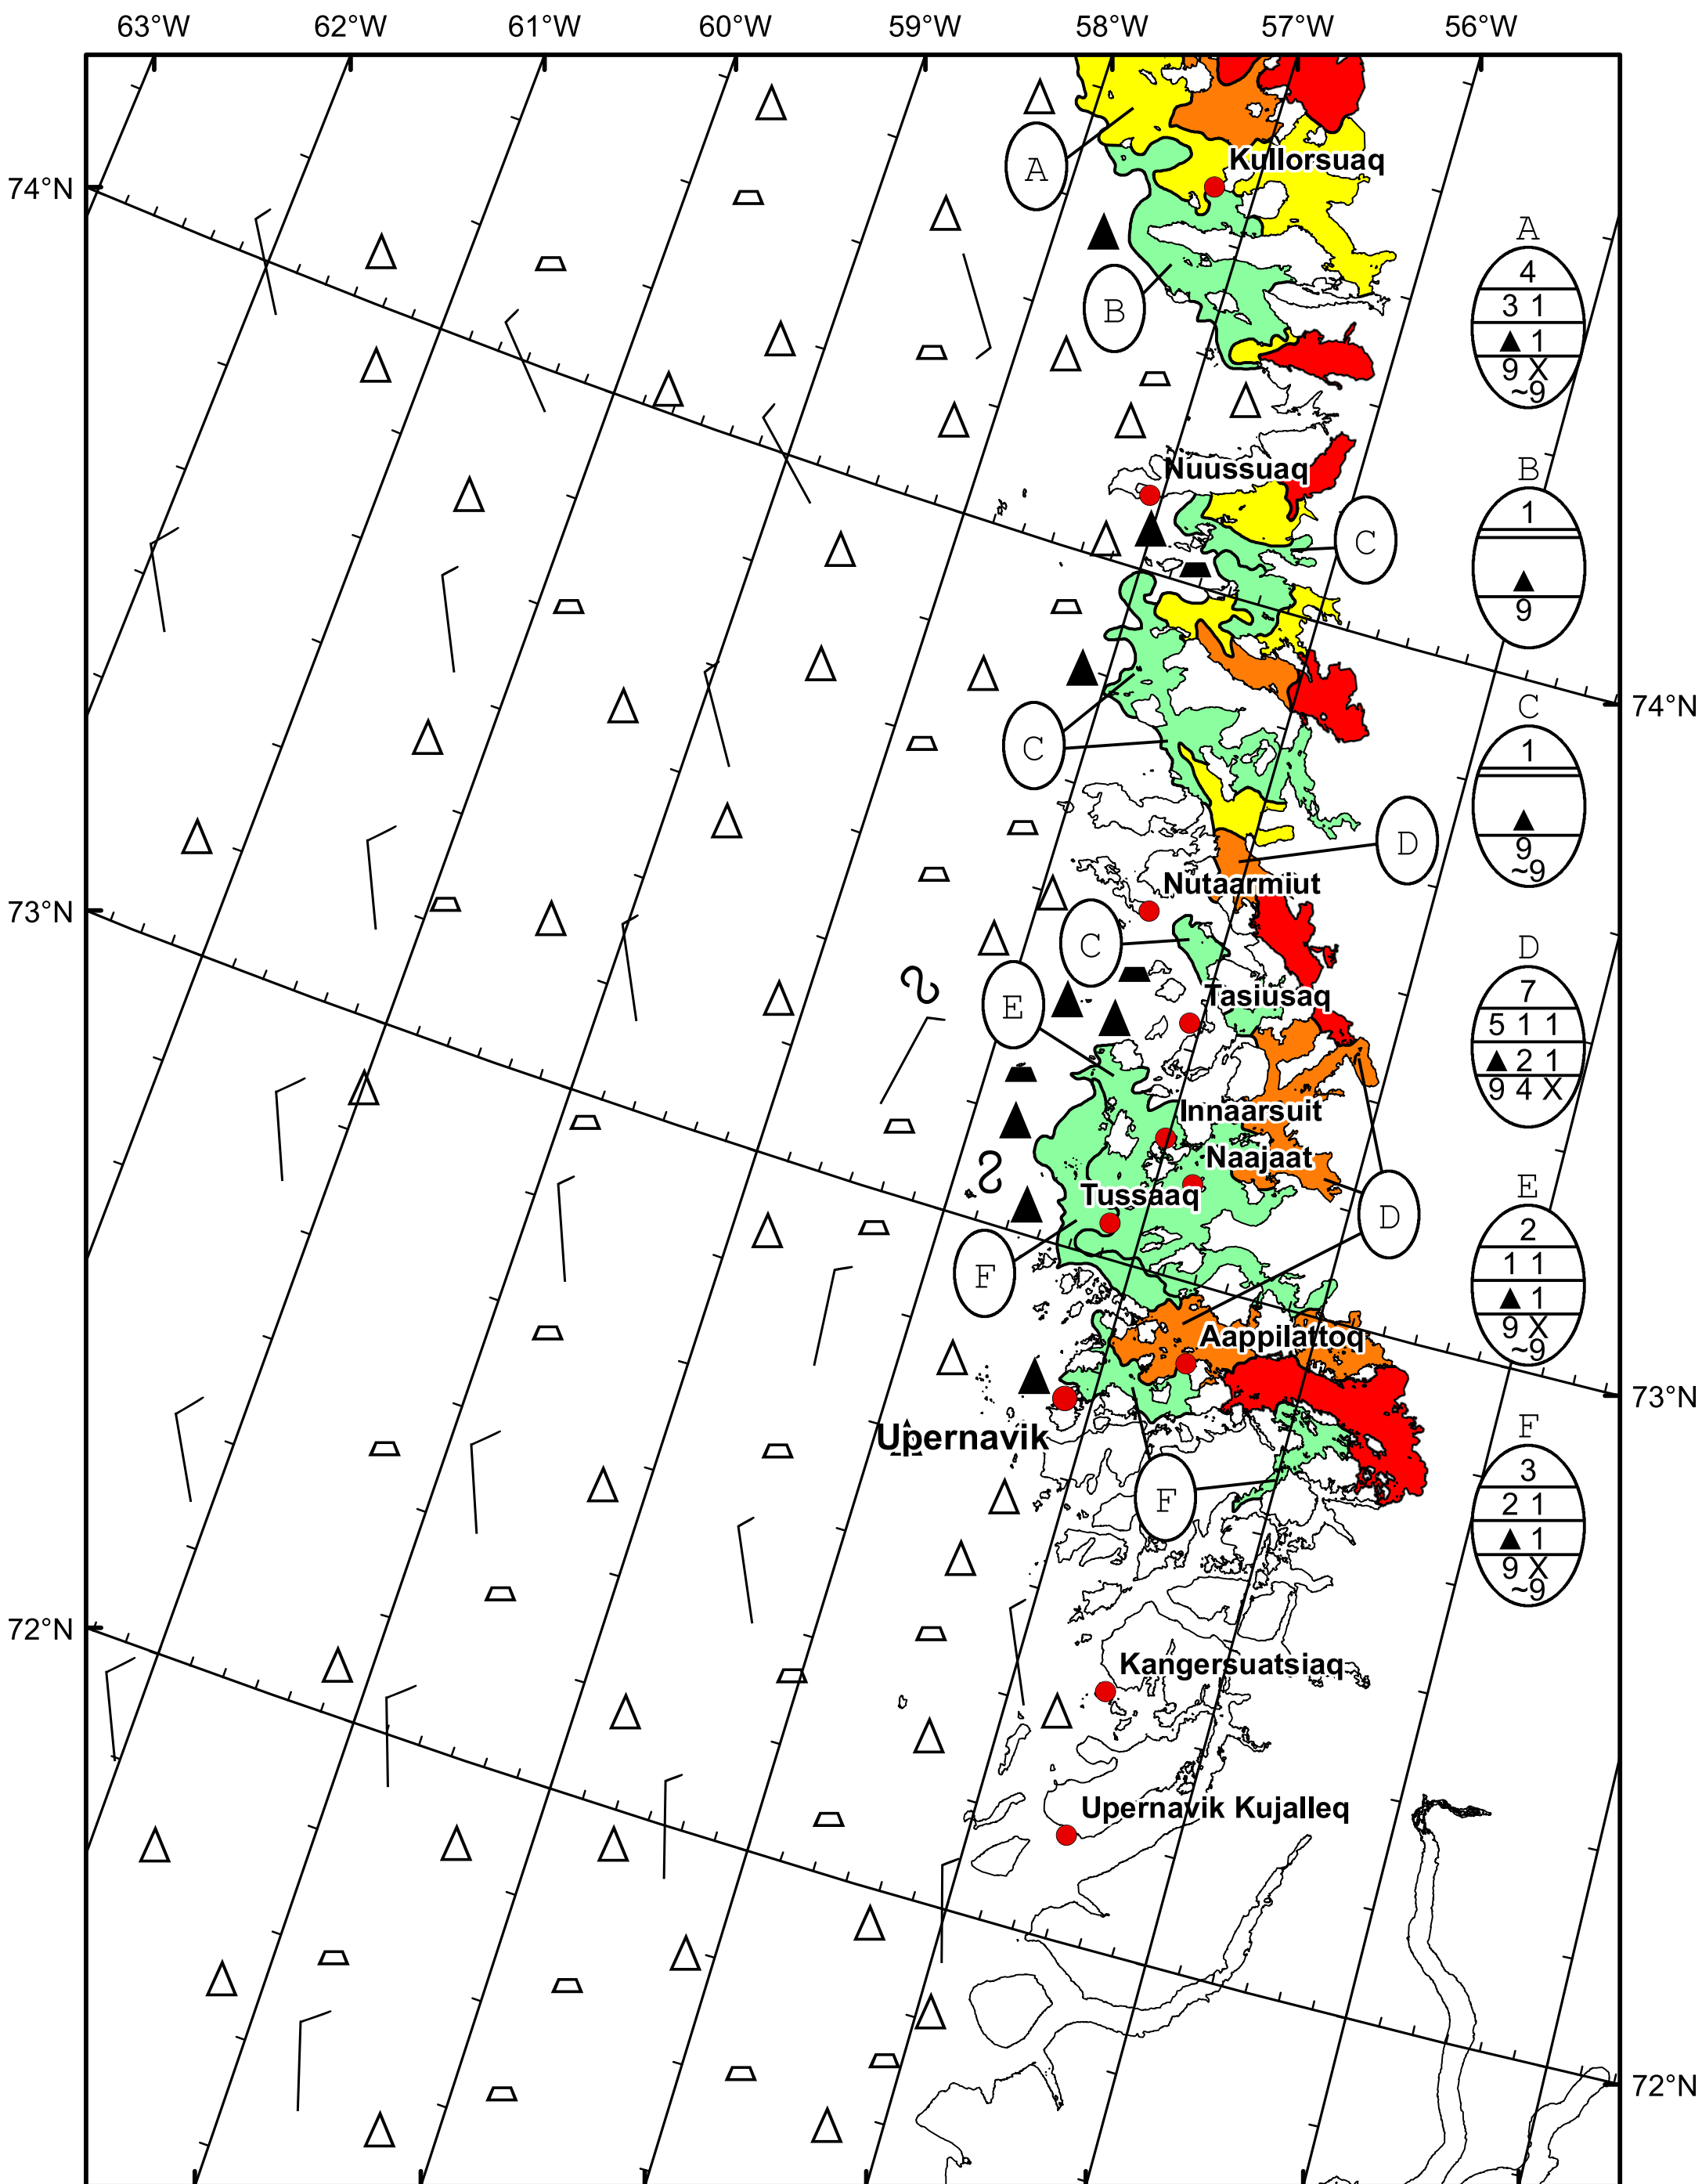 63°W 62°W 61°W 60°W 59°W 58°W 57°W 56°W
74°N
73°N
72°N
74°N
73°N
72°N
Kullorsuaq
Nuussuaq
Nutaarmiut
Tasiusaq
Innaarsuit
Naajaat
Tussaaq
Aappilattoq
Upernavik
Kangersuatsiaq
Upernavik Kujalleq
A
B
C
C
D
C
E
D
F
F
A
4
3 1
▲ 1
9 X
~9
B
1
▲
9
C
1
▲
9
~9
D
7
5 1 1
▲ 2 1
9 4 X
E
2
1 1
▲ 1
9 X
~9
F
3
2 1
▲ 1
9 X
~9